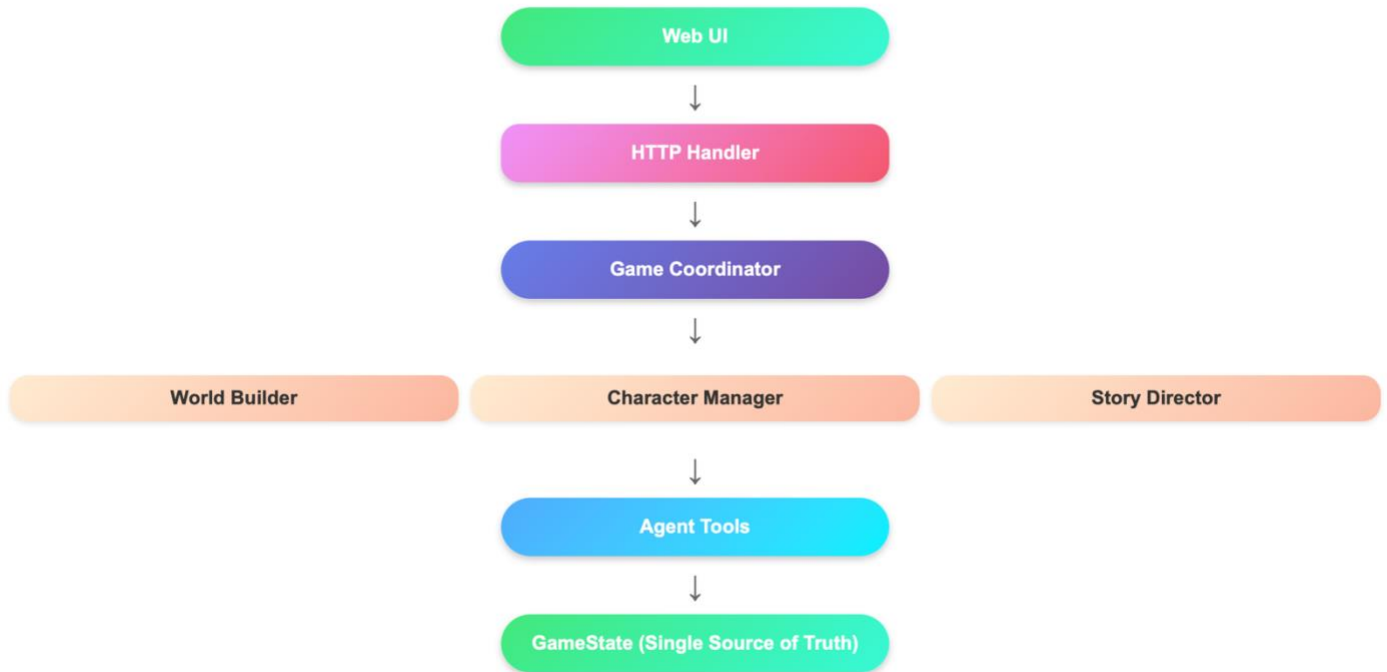 Web UI
HTTP Handler
Game Coordinator
World Builder
Character Manager
Story Director
Agent Tools
GameState (Single Source of Truth)